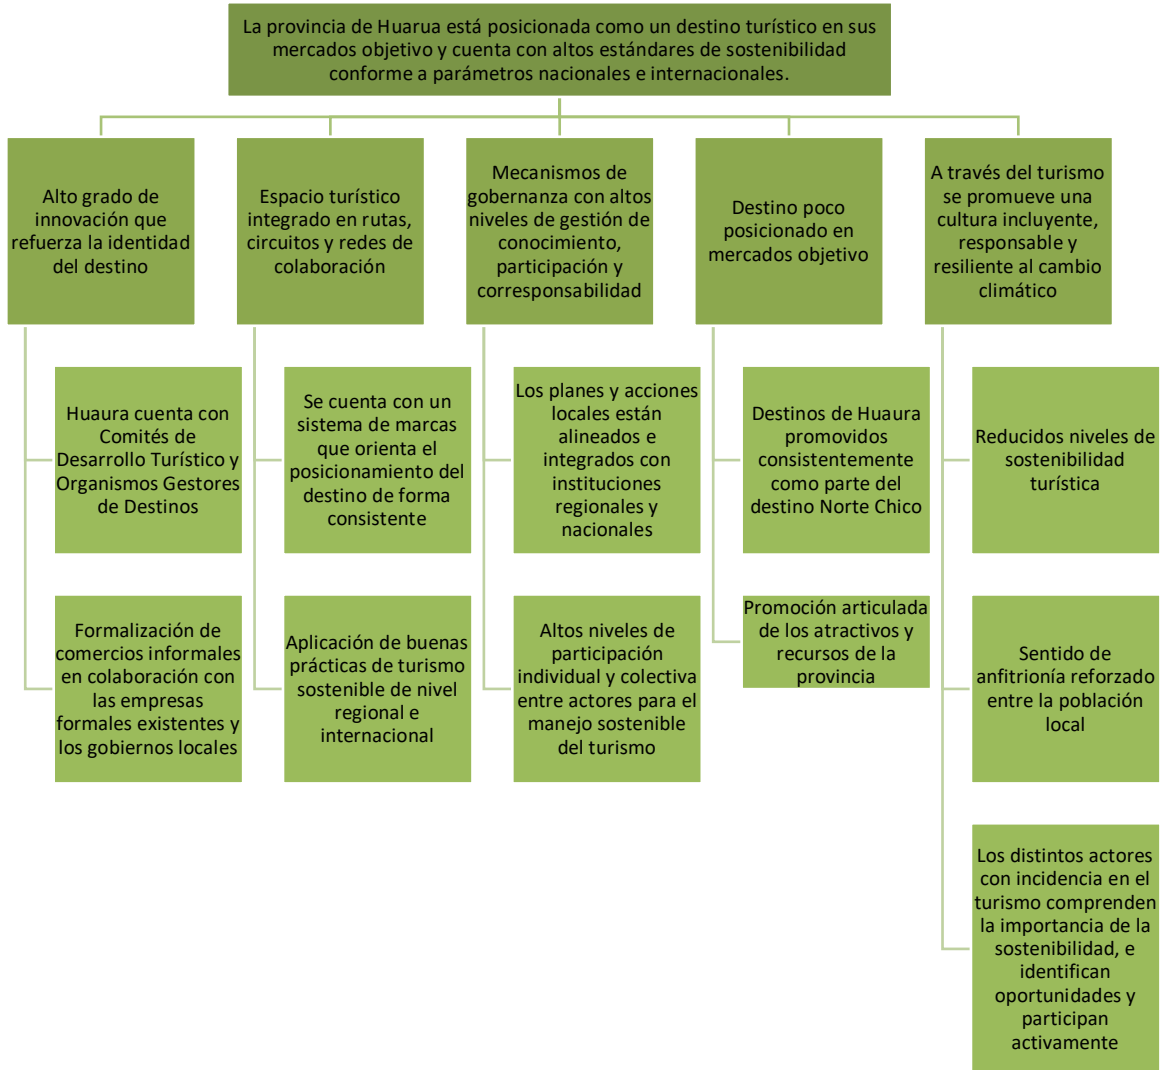 La provincia de Huarua está posicionada como un destino turístico en sus
mercados objetivo y cuenta con altos estándares de sostenibilidad
conforme a parámetros nacionales e internacionales.
Alto grado de
innovación que
refuerza la identidad
del destino
Huaura cuenta con
Comités de
Desarrollo Turístico y
Organismos Gestores
de Destinos
Formalización de
comercios informales
en colaboración con
las empresas
formales existentes y
los gobiernos locales
Espacio turístico
integrado en rutas,
circuitos y redes de
colaboración
Se cuenta con un
sistema de marcas
que orienta el
posicionamiento del
destino de forma
consistente
Aplicación de buenas
prácticas de turismo
sostenible de nivel
regional e
internacional
Mecanismos de
gobernanza con altos
niveles de gestión de
conocimiento,
participación y
corresponsabilidad
Los planes y acciones
locales están
alineados e
integrados con
instituciones
regionales y
nacionales
Altos niveles de
participación
individual y colectiva
entre actores para el
manejo sostenible
del turismo
Destino poco
posicionado en
mercados objetivo
Destinos de Huaura
promovidos
consistentemente
como parte del
destino Norte Chico
Promoción articulada
de los atractivos y
recursos de la
provincia
A través del turismo
se promueve una
cultura incluyente,
responsable y
resiliente al cambio
climático
Reducidos niveles de
sostenibilidad
turística
Sentido de
anfitrionía reforzado
entre la población
local
Los distintos actores
con incidencia en el
turismo comprenden
la importancia de la
sostenibilidad, e
identifican
oportunidades y
participan
activamente